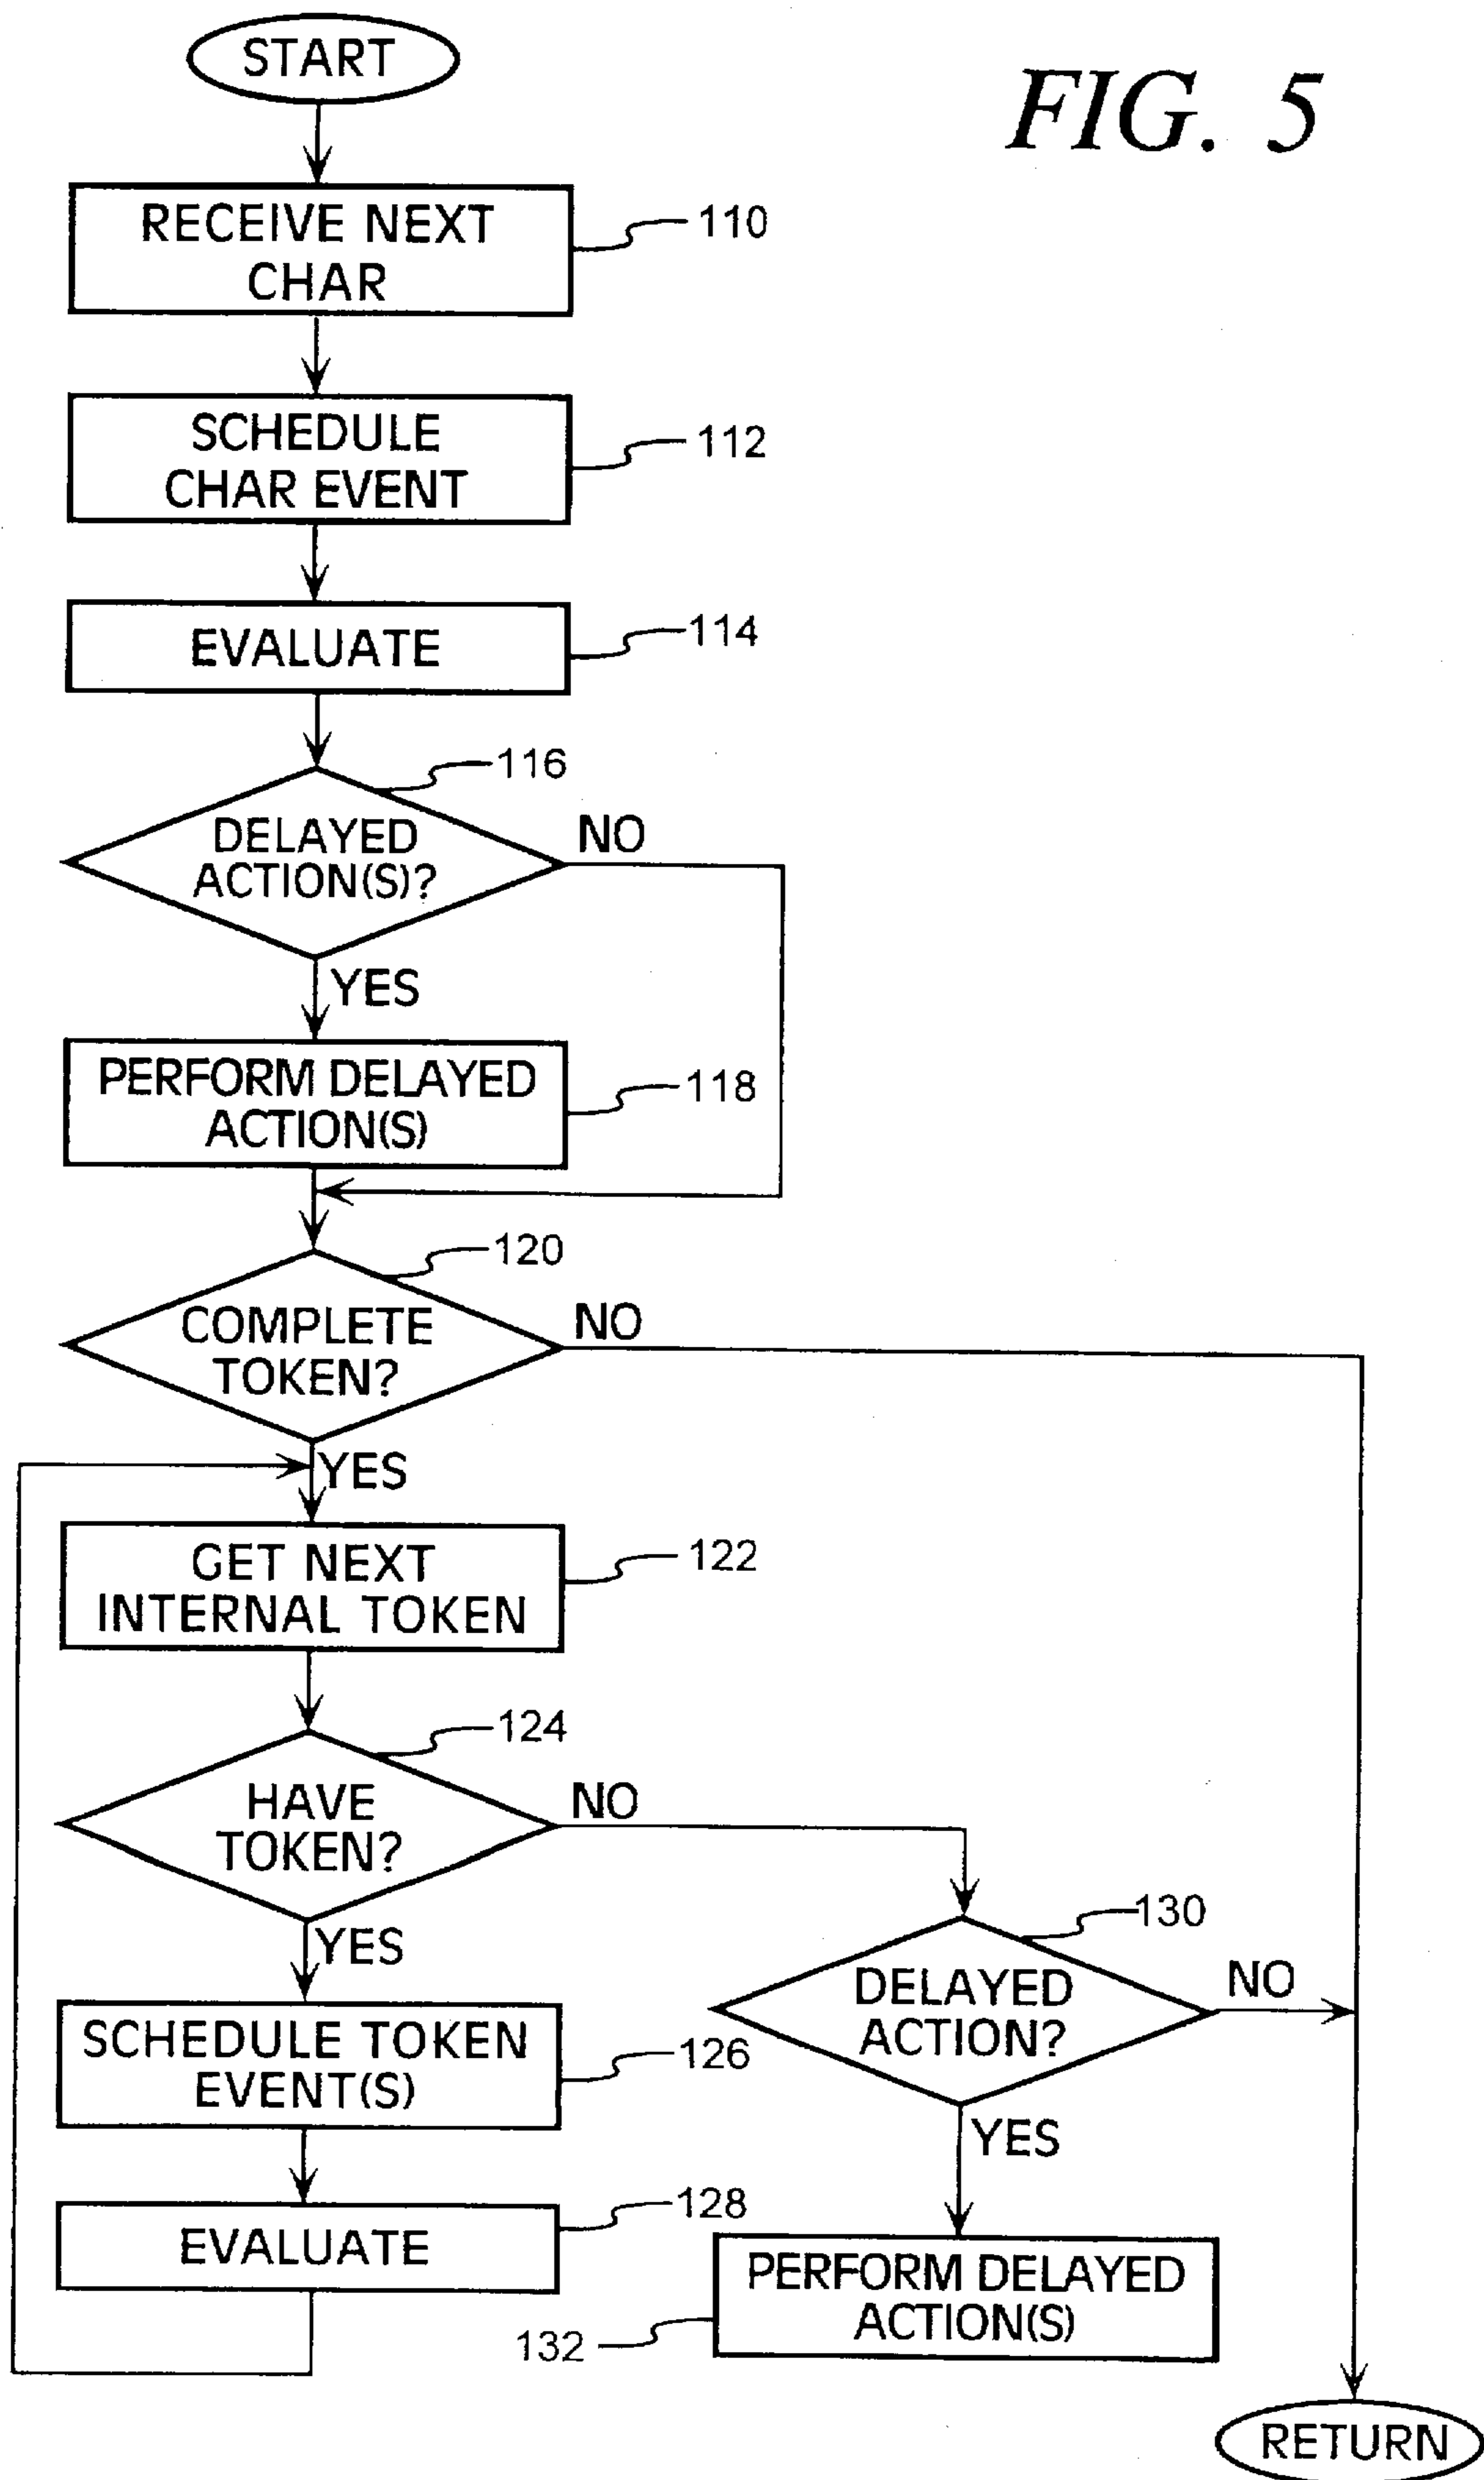 START
FIG. 5
RECEIVE NEXT
CHAR
110
SCHEDULE
CHAR EVENT
112
EVALUATE
114
116
DELAYED
ACTION(S)?
NO
YES
PERFORM DELAYED
ACTION(S)
118
120
COMPLETE
TOKEN?
NO
YES
GET NEXT
INTERNAL TOKEN
122
124
HAVE
TOKEN?
NO
YES
130
DELAYED
ACTION?
NO
SCHEDULE TOKEN
EVENT(S)
126
YES
EVALUATE
128
PERFORM DELAYED
ACTION(S)
132
RETURN